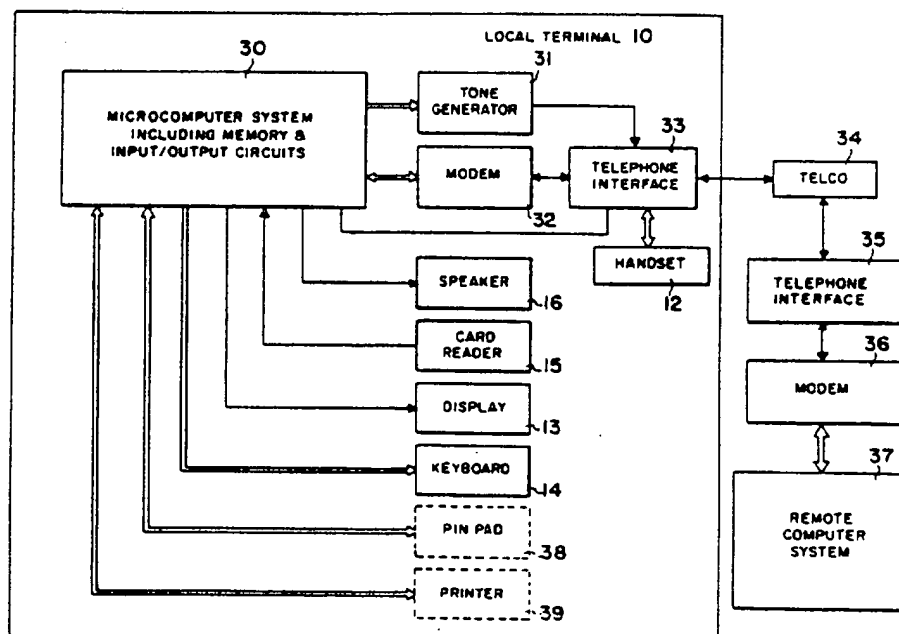 LOCAL TERMINAL 10
30
MICROCOMPUTER SYSTEM
INCLUDING MEMORY &
INPUT/OUTPUT CIRCUITS
31
TONE
GENERATOR
MODEM
32
33
TELEPHONE
INTERFACE
HANDSET
12
34
TELCO
35
TELEPHONE
INTERFACE
36
MODEM
37
REMOTE
COMPUTER
SYSTEM
SPEAKER
16
CARD
READER
15
DISPLAY
13
KEYBOARD
14
PIN PAD
38
PRINTER
39